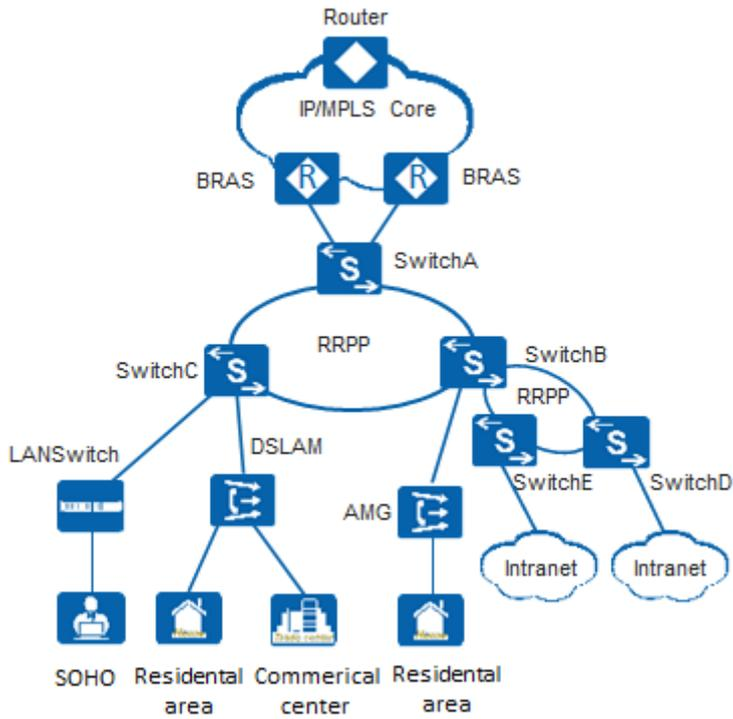 Router
IP/MPLS Core
BRAS
R
R
BRAS
S
SwitchA
RRPP
SwitchC
S
S
SwitchB
RRPP
LANSwitch
DSLAM
S
S
SwitchE
SwitchD
AMG
Intranet
Intranet
SOHO
Residental
area
Commerical
center
Residental
area